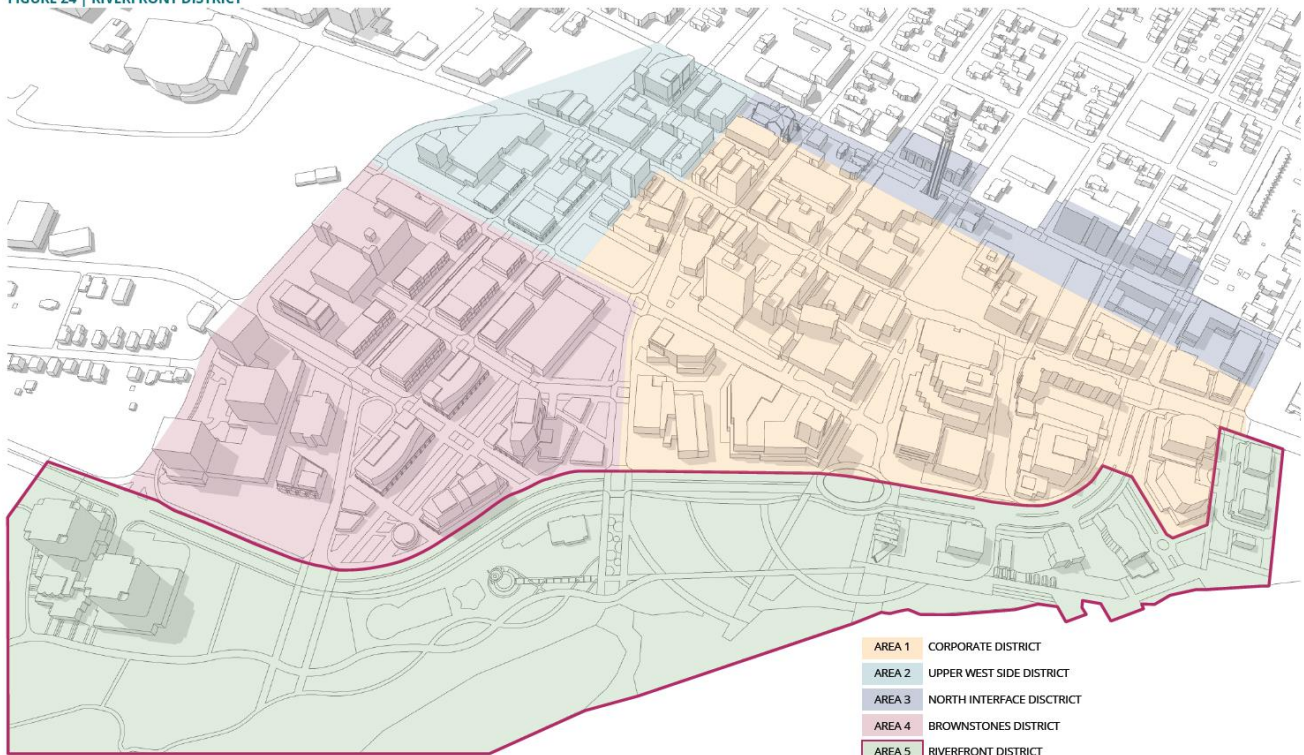 FIGURE 24 | RIVERFRONT DISTRICT
AREA 1 CORPORATE DISTRICT
AREA 2 UPPER WEST SIDE DISTRICT
AREA 3 NORTH INTERFACE DISCTRICT
AREA 4 BROWNSTONES DISTRICT
AREA 5 RIVERFRONT DISTRICT